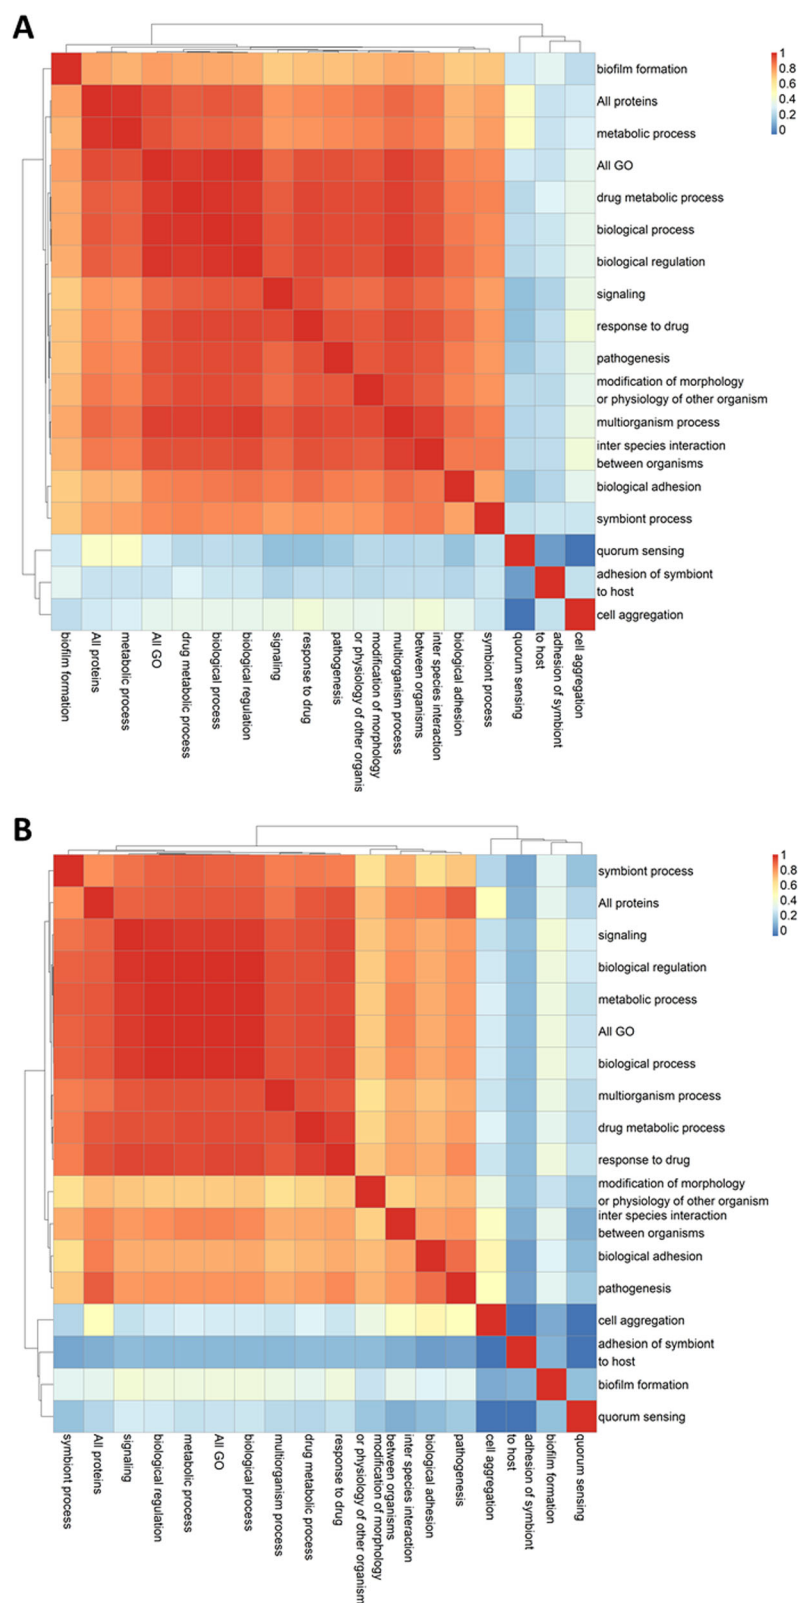 A
1
0.8
0.6
0.4
0.2
0
biofilm formation
All proteins
metabolic process
All GO
drug metabolic process
biological process
biological regulation
signaling
response to drug
pathogenesis
modification of morphology
or physiology of other organism
multiorganism process
inter species interaction
between organisms
biological adhesion
symbiont process
quorum sensing
adhesion of symbiont
to host
cell aggregation
biofilm formation
All proteins
metabolic process
All GO
drug metabolic process
biological process
biological regulation
signaling
response to drug
pathogenesis
or physiology of other organis
modification of morphology
multiorganism process
between organisms
inter species interaction
biological adhesion
symbiont process
quorum sensing
to host
adhesion of symbiont
cell aggregation
B
1
0.8
0.6
0.4
0.2
0
symbiont process
All proteins
signaling
biological regulation
metabolic process
All GO
biological process
multiorganism process
drug metabolic process
response to drug
modification of morphology
or physiology of other organism
inter species interaction
between organisms
biological adhesion
pathogenesis
cell aggregation
adhesion of symbiont
to host
biofilm formation
quorum sensing
symbiont process
All proteins
signaling
biological regulation
metabolic process
All GO
biological process
multiorganism process
drug metabolic process
response to drug
or physiology of other organism
modification of morphology
between organisms
inter species interaction
biological adhesion
pathogenesis
cell aggregation
to host
adhesion of symbiont
biofilm formation
quorum sensing